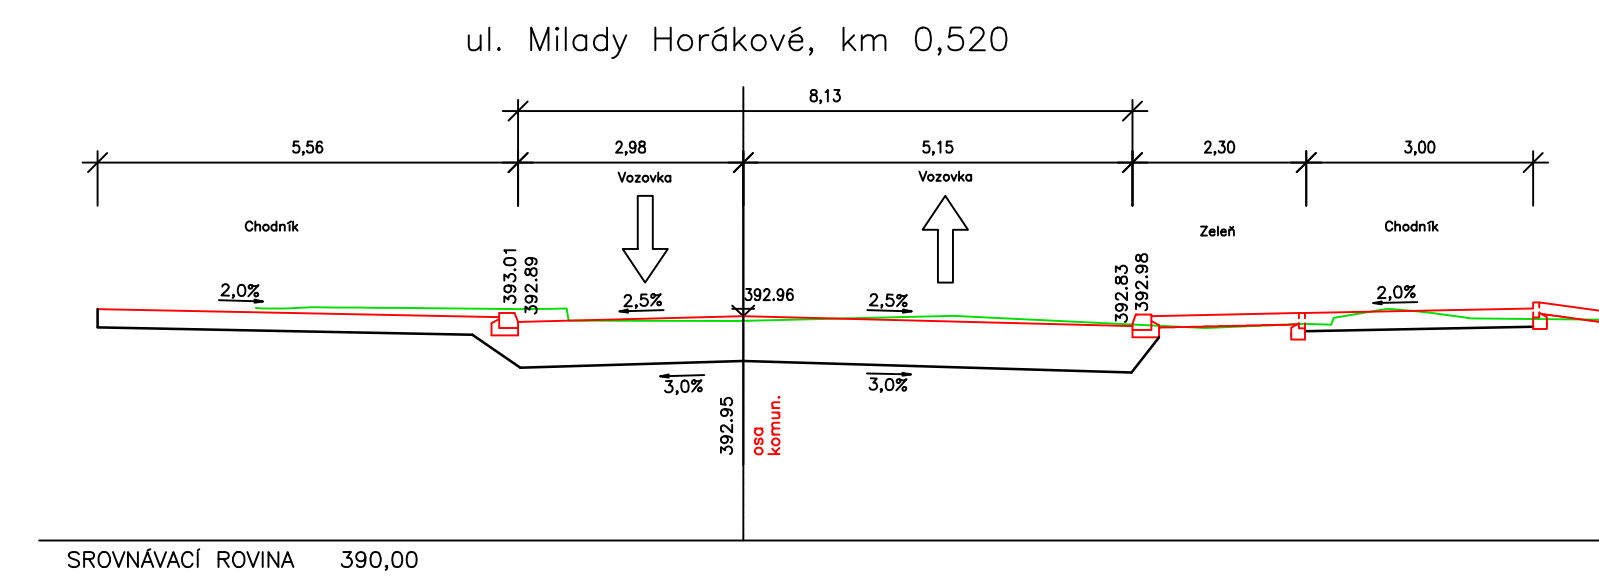 ul. Milady Horákové, km 0,520
8,13
5,56
2,98
5,15
2,30
3,00
Vozovka
Vozovka
Chodník
Zeleň
Chodník
393.01
392.89
392.83
392.98
2,0%
2,5%
392.96
2,5%
2,0%
3,0%
3,0%
392.95
osa
komun.
SROVNÁVACÍ ROVINA 390,00